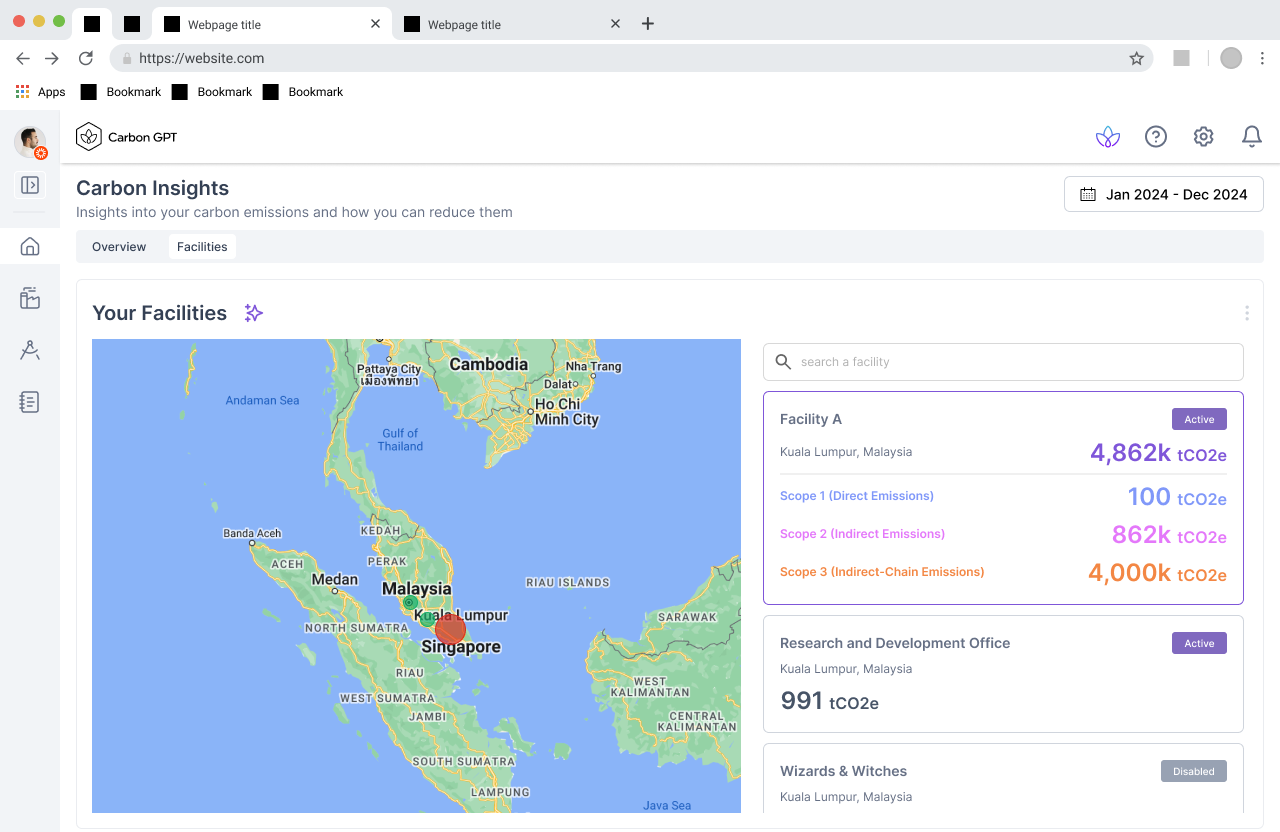 Webpage title
Webpage title
https://website.com
Apps
Bookmark
Bookmark
Bookmark
Carbon GPT
Carbon Insights
Insights into your carbon emissions and how you can reduce them
Jan 2024 - Dec 2024
Overview
Facilities
Your Facilities
Pattaya City
เมืองพัทยา
Cambodia
Nha Trang
Dalat
Ho Chi
Minh City
Andaman Sea
Gulf of
Thailand
Banda Aceh
KEDAH
ACEH
PERAK
Medan
Malaysia
RIAU ISLANDS
Kuala Lumpur
NORTH SUMATRA
SARAWAK
Singapore
RIAU
WEST
KALIMANTAN
WEST SUMATRA
JAMBI
CENTRAL
KALIMANTAN
SOUTH SUMATRA
LAMPUNG
Java Sea
search a facility
Facility A
Active
Kuala Lumpur, Malaysia
4,862k tCO2e
Scope 1 (Direct Emissions)
100 tCO2e
Scope 2 (Indirect Emissions)
862k tCO2e
Scope 3 (Indirect-Chain Emissions)
4,000k tCO2e
Research and Development Office
Active
Kuala Lumpur, Malaysia
991 tCO2e
Wizards & Witches
Disabled
Kuala Lumpur, Malaysia